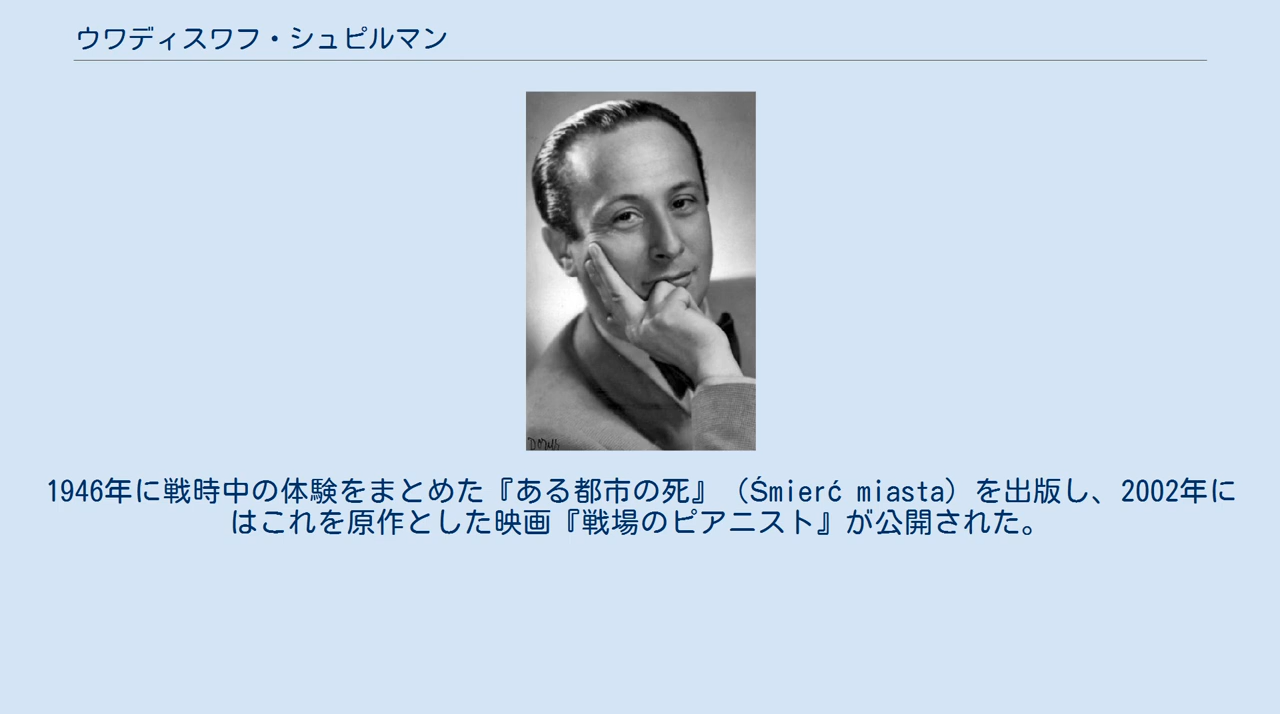 ウワディスワフ・シュピルマン
1946年に戦時中の体験をまとめた『ある都市の死』（Śmierć miasta）を出版し、2002年に
はこれを原作とした映画『戦場のピアニスト』が公開された。